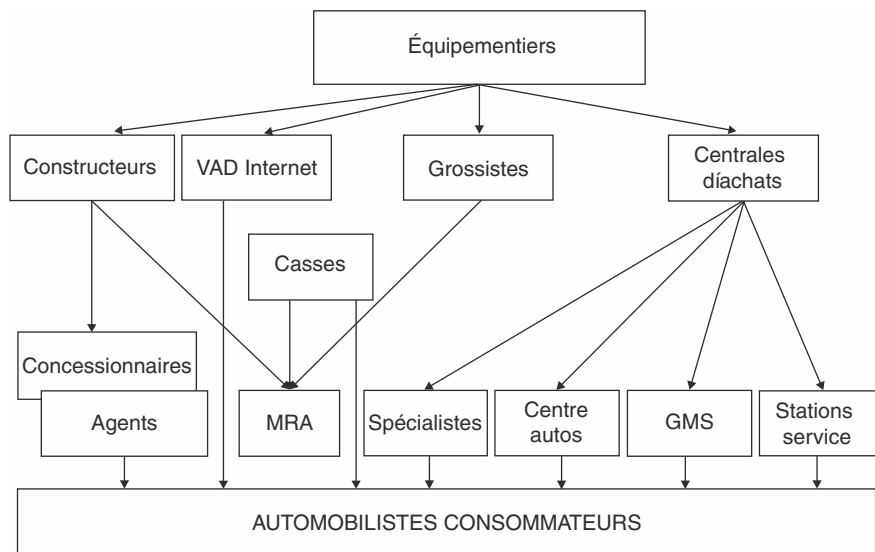 Équipementiers
Constructeurs
VAD Internet
Grossistes
Centrales
díachats
Casses
Concessionnaires
Agents
MRA
Spécialistes
Centre
autos
GMS
Stations
service
AUTOMOBILISTES CONSOMMATEURS